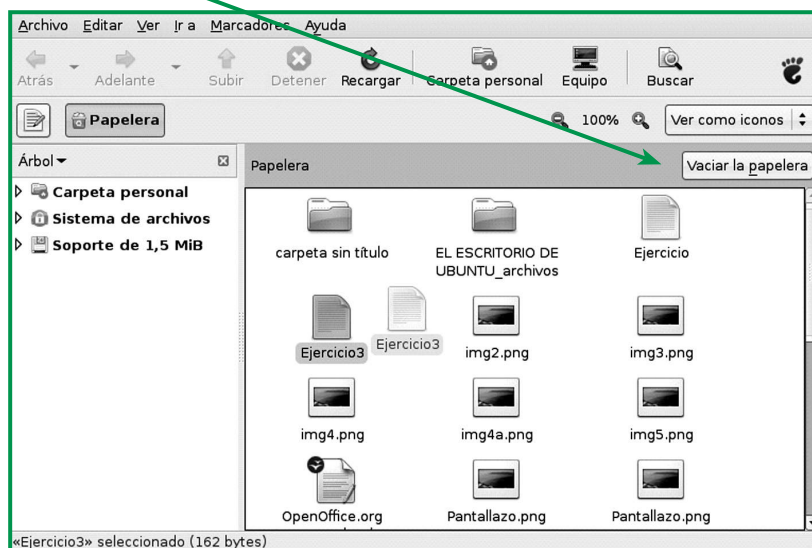 Archivo Editar Ver Ir a Marcadores Ayuda
Atrás Adelante Subir Detener Recargar Carpeta personal Equipo Buscar
Papelera 100% Ver como iconos
Árbol Papelera Vaciar la papelera
Carpeta personal
Sistema de archivos
Soporte de 1,5 MiB
carpeta sin título EL ESCRITORIO DE Ejercicio
UBUNTU_archivos
Ejercicio3 Ejercicio3 img2.png img3.png
img4.png img4a.png img5.png
OpenOffice.org Pantallazo.png Pantallazo.png
«Ejercicio3» seleccionado (162 bytes)